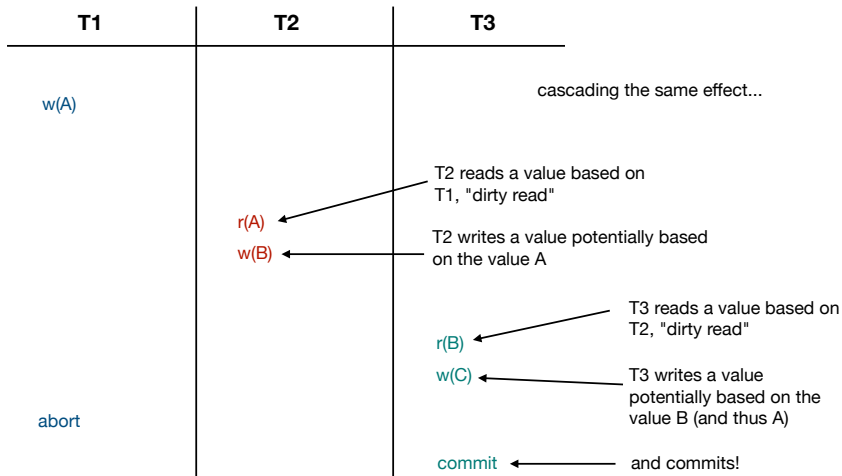 T1 T2 T3
cascading the same effect...
w(A)
T2 reads a value based on
T1, "dirty read"
r(A)
T2 writes a value potentially based
on the value A
w(B)
T3 reads a value based on
T2, "dirty read"
r(B)
w(C)
T3 writes a value
potentially based on the
value B (and thus A)
abort
commit
and commits!